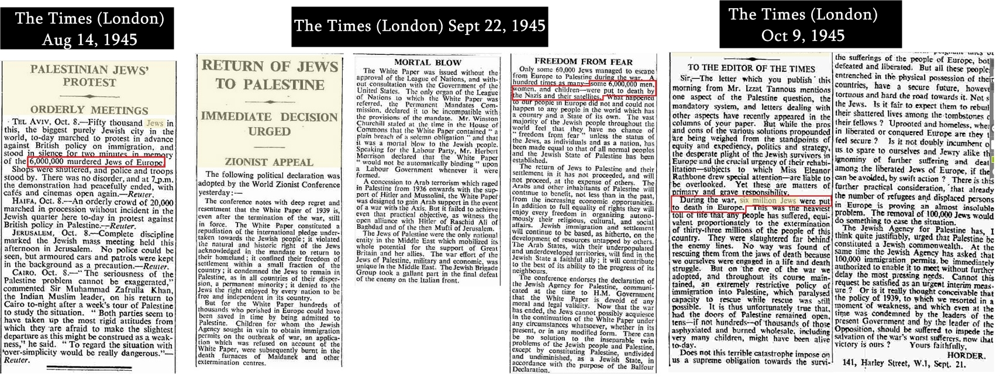 The Times (London)
Aug 14, 1945
PALESTINIAN JEWS'
PROTEST
ORDERLY MEETINGS
TEL AVIV, Oct. 8.—Fifty thousand Jews in
this, the biggest purely Jewish city in the
world, to-day marched to protest in advance
against British policy on immigration, and
stood in silence for two minutes in memory
of the 6,000,000 murdered Jews of Europe.
Shops were shuttered, and police and troops
stood by. There was no disorder, and at 7 p.m.
the demonstration had peacefully ended, with
cafés and cinemas open again.—Reuter.
HAIFA, Oct. 8.—An orderly crowd of 20,000
marched in procession without incident in the
Jewish quarter here to-day in protest against
British policy in Palestine.—Reuter.
JERUSALEM, Oct. 8.—Complete discipline
marked the Jewish mass meeting held this
afternoon in Jerusalem. No police could be
seen, but armoured cars and patrols were kept
in the background as a precaution.—Reuter.
CAIRO, Oct. 8.—"The seriousness of the
Palestine problem cannot be exaggerated,"
commented Sir Muhammad Zafrulla Khan,
the Indian Muslim leader, on his return to
Cairo to-night after a week's tour of Palestine
to study the situation. "Both parties seem to
have taken up the most rigid attitudes from
which they are afraid to make the slightest
departure as this might be construed as a weak-
ness," he said. "To regard the situation with
over-simplicity would be really dangerous."—
Reuter.
The Times (London) Sept 22, 1945
RETURN OF JEWS
TO PALESTINE
IMMEDIATE DECISION
URGED
ZIONIST APPEAL
The following political declaration was
adopted by the World Zionist Conference
yesterday:—
The conference notes with deep regret and
resentment that the White Paper of 1939, is,
even after the termination of the war, still
in force. The White Paper constituted a
repudiation of the international pledge under-
taken towards the Jewish people; it violated
the natural and historic right of the Jews
acknowledged in the mandate to return to
their homeland; it confined their freedom of
settlement within a small fraction of the
country; it condemned the Jews to remain in
Palestine, as in all countries of their disper-
sion, a permanent minority; it denied to the
Jews the right enjoyed by every nation to be
free and independent in its country.
But for the White Paper hundreds of
thousands who perished in Europe could have
been saved in time by being admitted to
Palestine. Children for whom the Jewish
Agency sought in vain to obtain immigration
permits on the outbreak of war, an applica-
tion which was refused on account of the
White Paper, were subsequently burnt in the
death furnaces of Maidanek and other
extermination centres.
MORTAL BLOW
The White Paper was issued without the
approval of the League of Nations, and with-
out consultation with the Government of the
United States. The only organ of the League
of Nations to which the White Paper was
referred, the Permanent Mandates Com-
mission, declared it to be incompatible with
the provisions of the mandate. Mr. Winston
Churchill stated at the time in the House of
Commons that the White Paper contained "a
plain breach of a solemn obligation" and that
it was a mortal blow to the Jewish people.
Speaking for the Labour Party, Mr. Herbert
Morrison declared that the White Paper
"would not be automatically binding" upon
a Labour Government whenever it were
formed.
A concession to Arab terrorism which raged
in Palestine from 1936 onwards with the sup-
port of Hitler and Mussolini, the White Paper
was designed to gain Arab support in the event
of a war with the Axis. But it failed to achieve
even that practical objective, as witness the
open alliance with Hitler of Raschid Ali of
Baghdad and of the then Mufti of Jerusalem.
The Jews of Palestine were the only national
entity in the Middle East which mobilized its
whole potential for the support of Great
Britain and her allies. The war effort of the
Jews of Palestine, military and economic, was
unique in the Middle East. The Jewish Brigade
Group took a gallant part in the final defeat
of the enemy on the Italian front.
FREEDOM FROM FEAR
Only some 60,000 Jews managed to escape
from Europe to Palestine during the war. A
hundred times as many—some 6,000,000 men,
women, and children—were put to death by
the Nazis and their satellites. What happened
to our people in Europe did not and could not
happen to any people in the world which has
a country and a State of its own. The vast
majority of the Jewish people throughout the
world feel that they have no chance of
"freedom from fear" unless the status of
the Jews, as individuals and as a nation, has
been made equal to that of all normal peoples
and the Jewish State of Palestine has been
established.
The return of Jews to Palestine and their
settlement in it has not proceeded, and will
not proceed, at the expense of others. The
Arabs and other inhabitants of Palestine will
continue to benefit, not less than in the past,
from the increasing economic opportunities.
In addition to full equality of rights they will
enjoy every freedom in organizing autono-
mously their religious, cultural, and social
affairs. Jewish immigration and settlement
will continue to be based, as hitherto, on the
development of resources untapped by others.
The Arab States, with their underpopulated
and underdeveloped territories, will find in the
Jewish State a faithful ally; it will contribute
to the best of its ability to the progress of its
neighbours.
The conference endorses the declaration of
the Jewish Agency for Palestine, communi-
cated at the time to H.M. Government
that the White Paper is devoid of any
moral and legal validity. Now that the war
has ended, the Jews cannot possibly acquiesce
in the continuation of the White Paper under
any circumstances whatsoever, whether in its
present, or in any modified form. There can
be no solution to the inseparable twin
problems of the Jewish people and Palestine,
except by constituting Palestine, undivided
and undiminished, as a Jewish State, in
accordance with the purpose of the Balfour
Declaration.
The Times (London)
Oct 9, 1945
TO THE EDITOR OF THE TIMES
Sir,—The letter which you publish this
morning from Mr. Izzat Tannous mentions
one aspect of the Palestine question, the
mandatory system, and letters dealing with
other aspects have recently appeared in the
columns of your paper. But while the pros
and cons of the various solutions propounded
are being weighed from the standpoints of
equity and expediency, politics and strategy,
the desperate plight of the Jewish survivors in
Europe and the crucial urgency of their rehabi-
litation—subjects to which Miss Eleanor
Rathbone drew special attention—are liable to
be overlooked. Yet these are matters of
primary and grave responsibility.
During the war, six million Jews were put
to death in Europe. This was the heaviest
toll of life that any people has suffered, equi-
valent proportionately to the extermination
of thirty-three millions of the people of this
country. They were slaughtered far behind
the enemy lines. No way was found of
rescuing them from the jaws of death because
we ourselves were engaged in a life and death
struggle. But on the eve of the war we
adopted, and throughout its course main-
tained, an extremely restrictive policy of
immigration into Palestine, which paralysed
capacity to rescue while rescue was still
possible. It is thus unfortunately true that,
had the doors of Palestine remained open,
tens—if not hundreds—of thousands of those
asphyxiated and burned wholesale, including
very many children, might have been alive
to-day.
Does not this terrible catastrophe impose on
us a supreme obligation towards the survi-
the sufferings of the people of Europe, bot
defeated and liberated. But all these people
entrenched in the physical possession of their
countries, have a secure future, howeve
tortuous and hard the road towards it. Not s
the Jews. Is it fair to expect them to rebui
their shattered lives among the tombstones o
their fellows? Uprooted and homeless, wher
in liberated or conquered Europe are they t
feel secure? Is it not doubly incumbent o
us to spare to ourselves and Jewry alike th
ignominy of further suffering and deat
among the liberated Jews of Europe, if the
can be avoided, by swift action? There is this
further practical consideration, that already
the number of refugees and displaced persons
in Europe is proving an almost insoluble
problem. The removal of 100,000 Jews would
do something to ease the situation.
The Jewish Agency for Palestine has, I
think quite justifiably, urged that Palestine be
constituted a Jewish commonwealth. At the
same time the Jewish Agency has asked that
100,000 immigration permits be immediately
authorized to enable it to meet without further
delay the most pressing needs. Cannot this
request be satisfied as an urgent interim meas-
ure? Or is it really thought conceivable that
the policy of 1939, to which we resorted in a
moment of weakness, and which even at the
time was condemned by the leaders of the
present Government and by the leader of the
Opposition, should be suffered to impede the
salvation of the war's worst sufferers, now that
victory is ours? Yours faithfully,
HORDER.
141, Harley Street, W.1, Sept. 21.